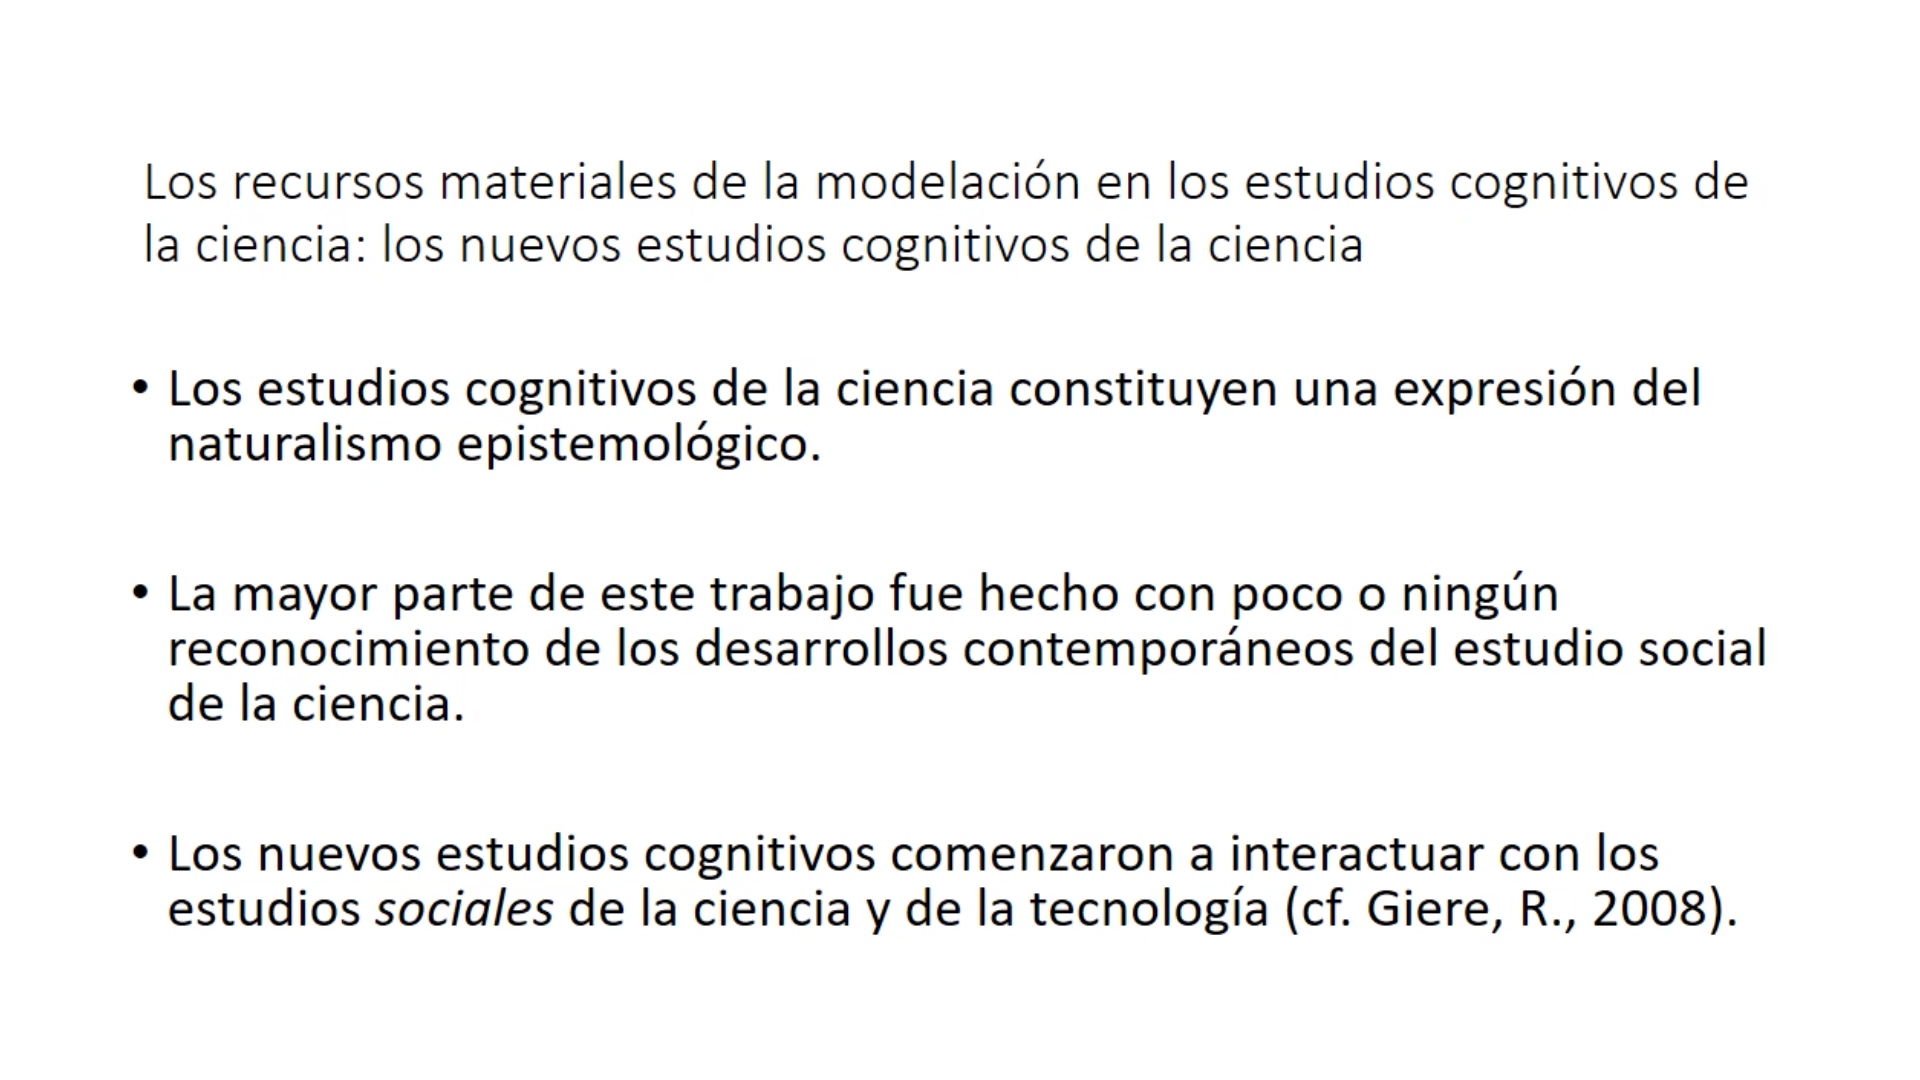 Los recursos materiales de la modelación en los estudios cognitivos de
la ciencia: los nuevos estudios cognitivos de la ciencia
• Los estudios cognitivos de la ciencia constituyen una expresión del
naturalismo epistemológico.
• La mayor parte de este trabajo fue hecho con poco o ningún
reconocimiento de los desarrollos contemporáneos del estudio social
de la ciencia.
• Los nuevos estudios cognitivos comenzaron a interactuar con los
estudios sociales de la ciencia y de la tecnología (cf. Giere, R., 2008).